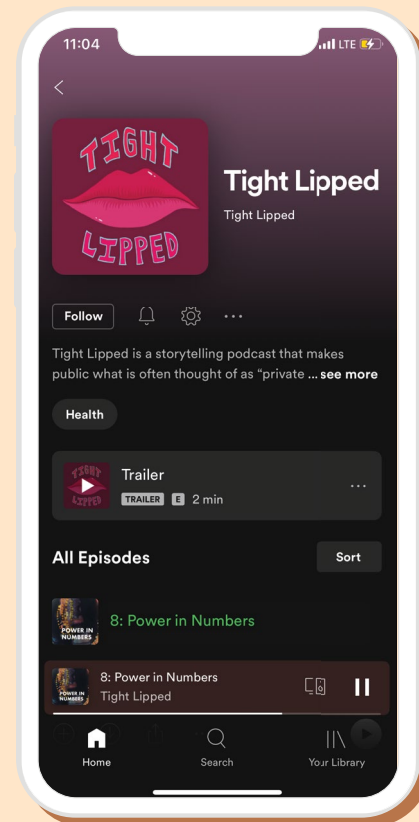 11:04
LTE
TIGHT
LIPPED
Tight Lipped
Tight Lipped
Follow
Tight Lipped is a storytelling podcast that makes
public what is often thought of as “private ... see more
Health
TIGHT
LIPPED
Trailer
TRAILER E 2 min
All Episodes
Sort
POWER IN
NUMBERS
8: Power in Numbers
POWER IN
NUMBERS
8: Power in Numbers
Tight Lipped
Home
Search
Your Library